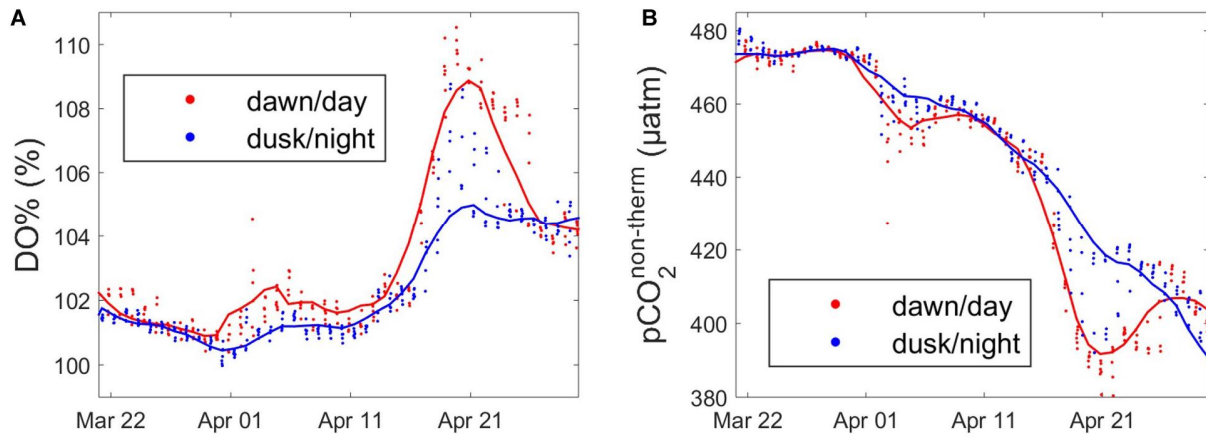 A
DO% (%)
110
108
106
104
102
100
dawn/day
dusk/night
Mar 22 Apr 01 Apr 11 Apr 21
B
pCO₂ⁿᵒⁿ⁻ᵗʰᵉʳᵐ (µatm)
480
460
440
420
400
380
dawn/day
dusk/night
Mar 22 Apr 01 Apr 11 Apr 21